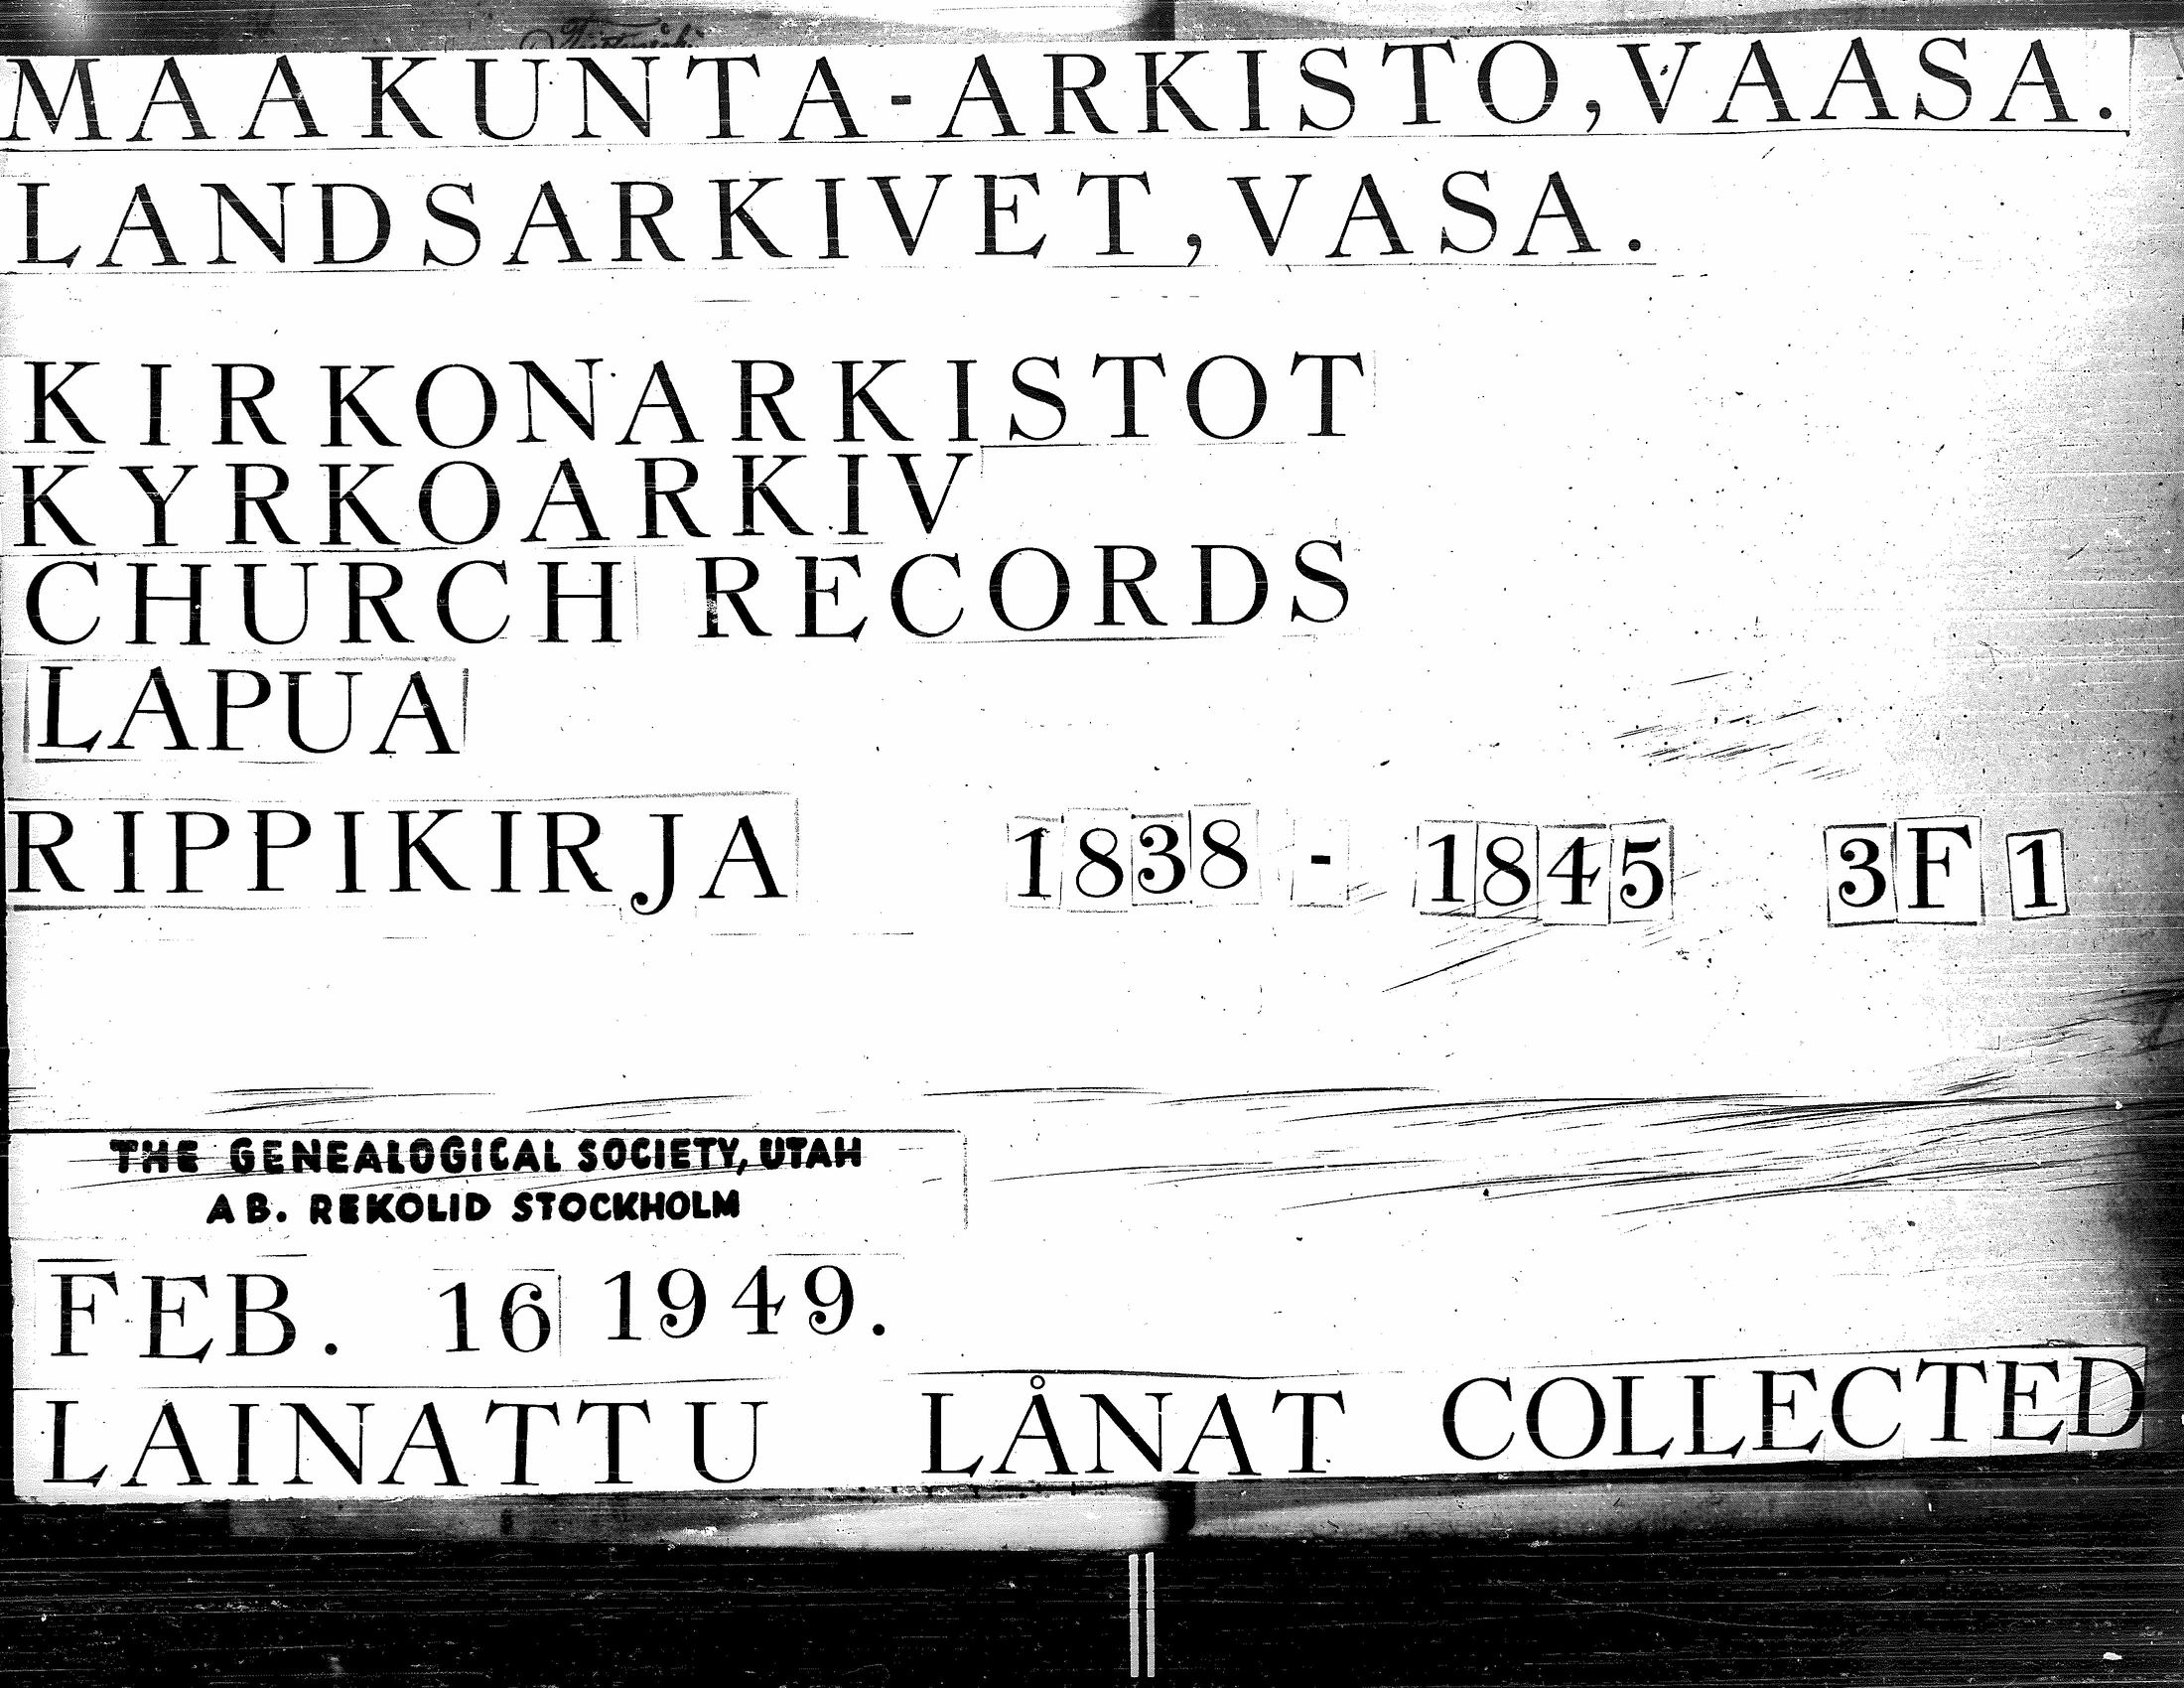 MAAKUNTA-ARKISTO, VAASA.
LANDSARKIVET, VASA.
KIRKONARKISTOT
KYRKOARKIV
CHURCH RECORDS
LAPUA
RIPPIKIRJA 1838 - 1845 3F 1
THE GENEALOGICAL SOCIETY, UTAH
AB. REKOLID STOCKHOLM
FEB. 16 1949.
LAINATTU LÅNAT COLLECTED